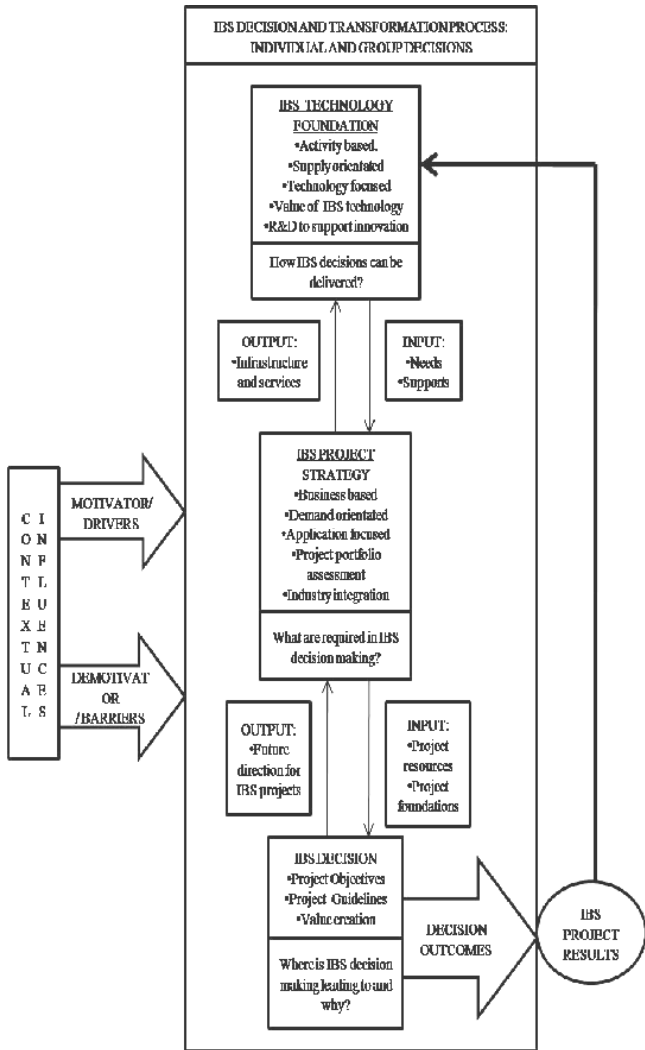 IBS DECISION AND TRANSFORMATION PROCESS:
INDIVIDUAL AND GROUP DECISIONS
IBS TECHNOLOGY
FOUNDATION
•Activity based.
•Supply orientated
•Technology focused
•Value of IBS technology
•R&D to support innovation
How IBS decisions can be
delivered?
OUTPUT:
•Infrastructure
and services
INPUT:
•Needs
•Supports
IBS PROJECT
STRATEGY
•Business based
•Demand orientated
•Application focused
•Project portfolio
assessment
•Industry integration
What are required in IBS
decision making?
CONTEXTUAL
INFLUENCES
MOTIVATOR/
DRIVERS
DEMOTIVAT
OR
/BARRIERS
OUTPUT:
•Future
direction for
IBS projects
INPUT:
•Project
resources
•Project
foundations
IBS DECISION
•Project Objectives
•Project Guidelines
•Value creation
Where is IBS decision
making leading to and
why?
DECISION
OUTCOMES
IBS
PROJECT
RESULTS